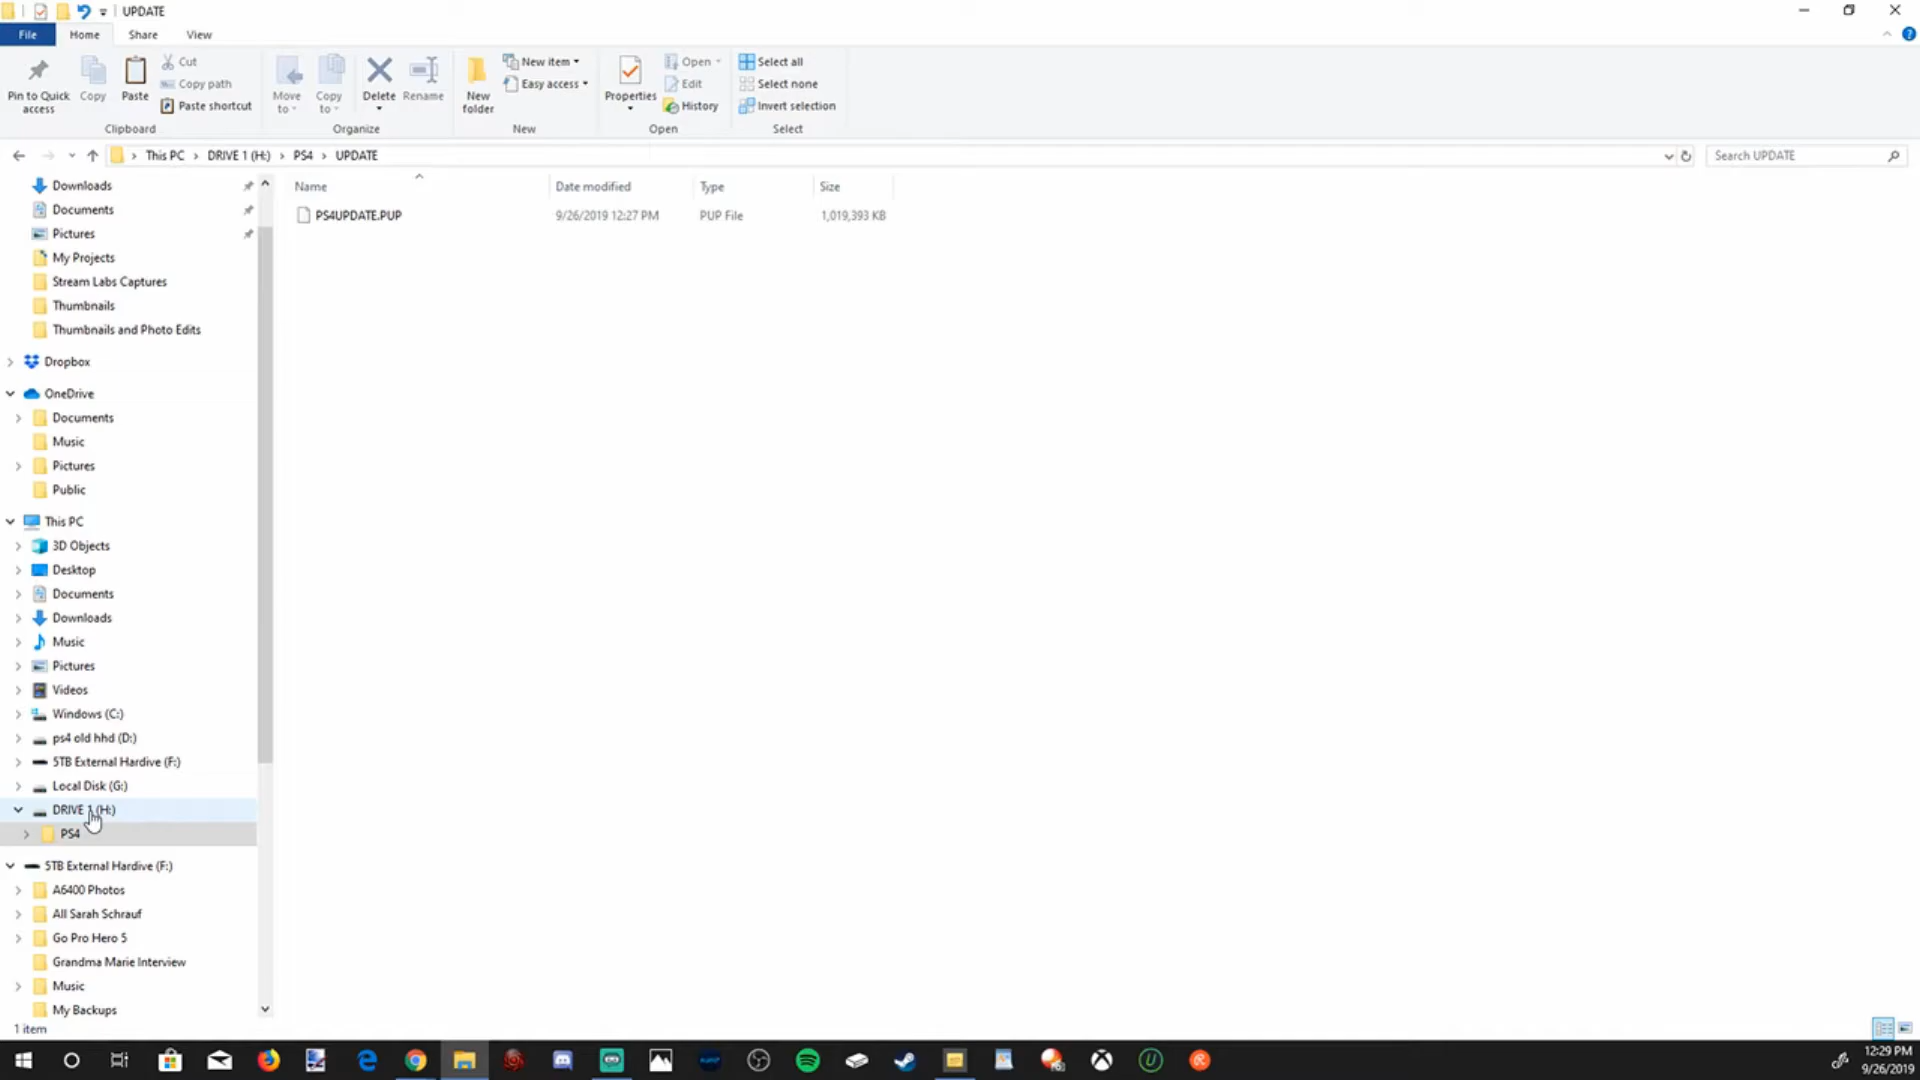 UPDATE
File Home Share View
Pin to Quick access
Copy
Paste
Cut
Copy path
Paste shortcut
Clipboard
Move to
Copy to
Delete
Rename
Organize
New folder
New item
Easy access
New
Properties
Open
Edit
History
Open
Select all
Select none
Invert selection
Select
This PC › DRIVE 1 (H:) › PS4 › UPDATE
Search UPDATE
Name Date modified Type Size
PS4UPDATE.PUP 9/26/2019 12:27 PM PUP File 1,019,393 KB
Downloads
Documents
Pictures
My Projects
Stream Labs Captures
Thumbnails
Thumbnails and Photo Edits
Dropbox
OneDrive
Documents
Music
Pictures
Public
This PC
3D Objects
Desktop
Documents
Downloads
Music
Pictures
Videos
Windows (C:)
ps4 old hhd (D:)
5TB External Hardive (F:)
Local Disk (G:)
DRIVE 1 (H:)
PS4
5TB External Hardive (F:)
A6400 Photos
All Sarah Schrauf
Go Pro Hero 5
Grandma Marie Interview
Music
My Backups
1 item
12:29 PM
9/26/2019